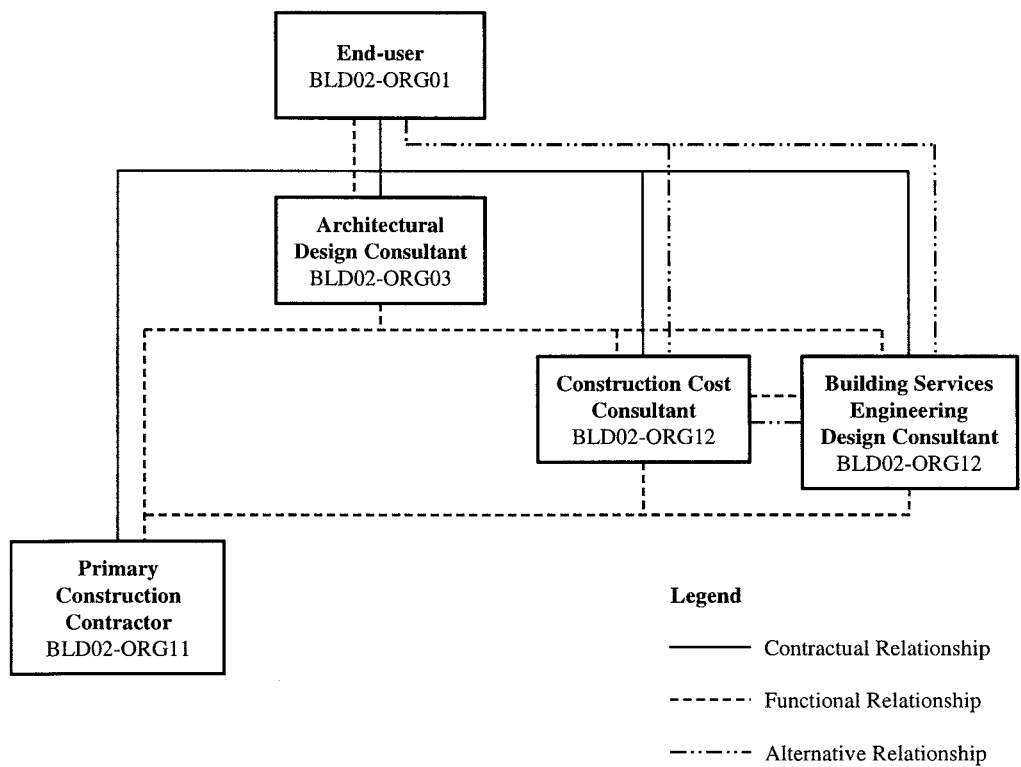 End-user
BLD02-ORG01
Architectural
Design Consultant
BLD02-ORG03
Construction Cost
Consultant
BLD02-ORG12
Building Services
Engineering
Design Consultant
BLD02-ORG12
Primary
Construction
Contractor
BLD02-ORG11
Legend
Contractual Relationship
Functional Relationship
Alternative Relationship